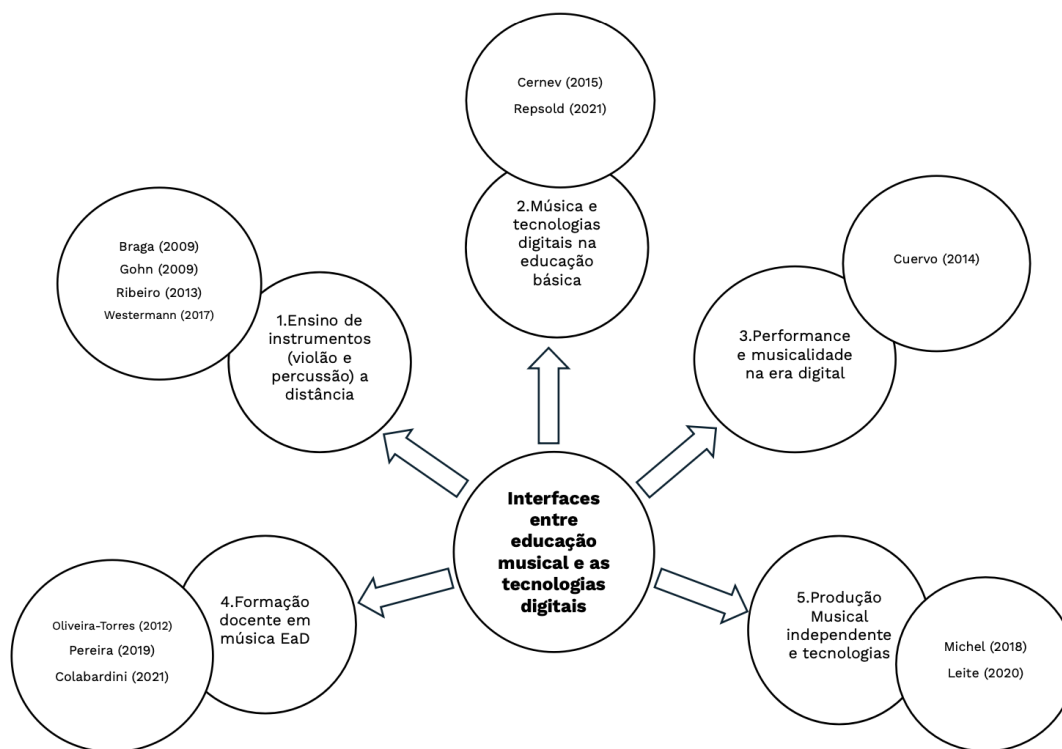 Cernev (2015)
Repsold (2021)
2.Música e
tecnologias
digitais na
educação
básica
Braga (2009)
Gohn (2009)
Ribeiro (2013)
Westermann (2017)
1.Ensino de
instrumentos
(violão e
percussão) a
distância
Cuervo (2014)
3.Performance
e musicalidade
na era digital
Interfaces
entre
educação
musical e as
tecnologias
digitais
Oliveira-Torres (2012)
Pereira (2019)
Colabardini (2021)
4.Formação
docente em
música EaD
5.Produção
Musical
independente
e tecnologias
Michel (2018)
Leite (2020)